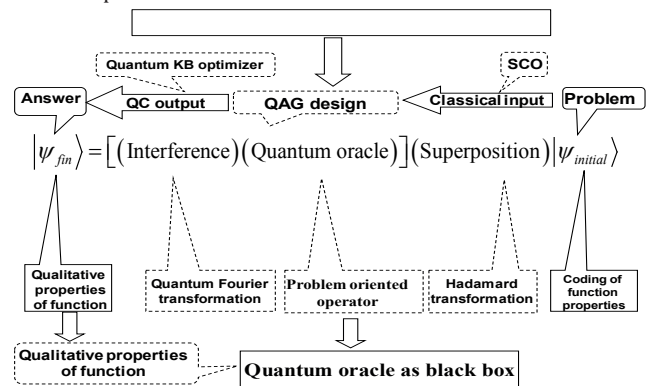 Quantum KB optimizer
SCO
Answer
QC output
QAG design
Classical input
Problem
|ψ_fin⟩ = [(Interference)(Quantum oracle)](Superposition)|ψ_initial⟩
Qualitative
properties
of function
Quantum Fourier
transformation
Problem oriented
operator
Hadamard
transformation
Coding of
function
properties
Qualitative properties
of function
Quantum oracle as black box